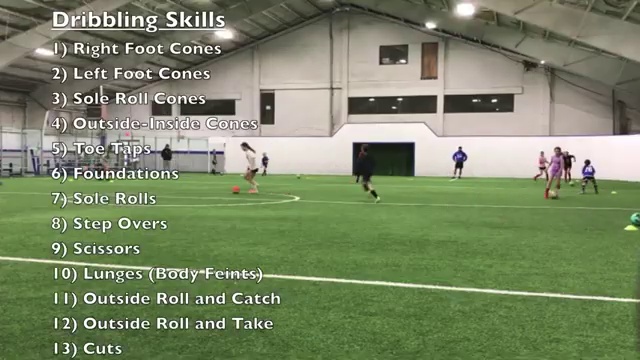 Dribbling Skills
1) Right Foot Cones
2) Left Foot Cones
3) Sole Roll Cones
4) Outside-Inside Cones
5) Toe Taps
6) Foundations
7) Sole Rolls
8) Step Overs
9) Scissors
10) Lunges (Body Feints)
11) Outside Roll and Catch
12) Outside Roll and Take
13) Cuts